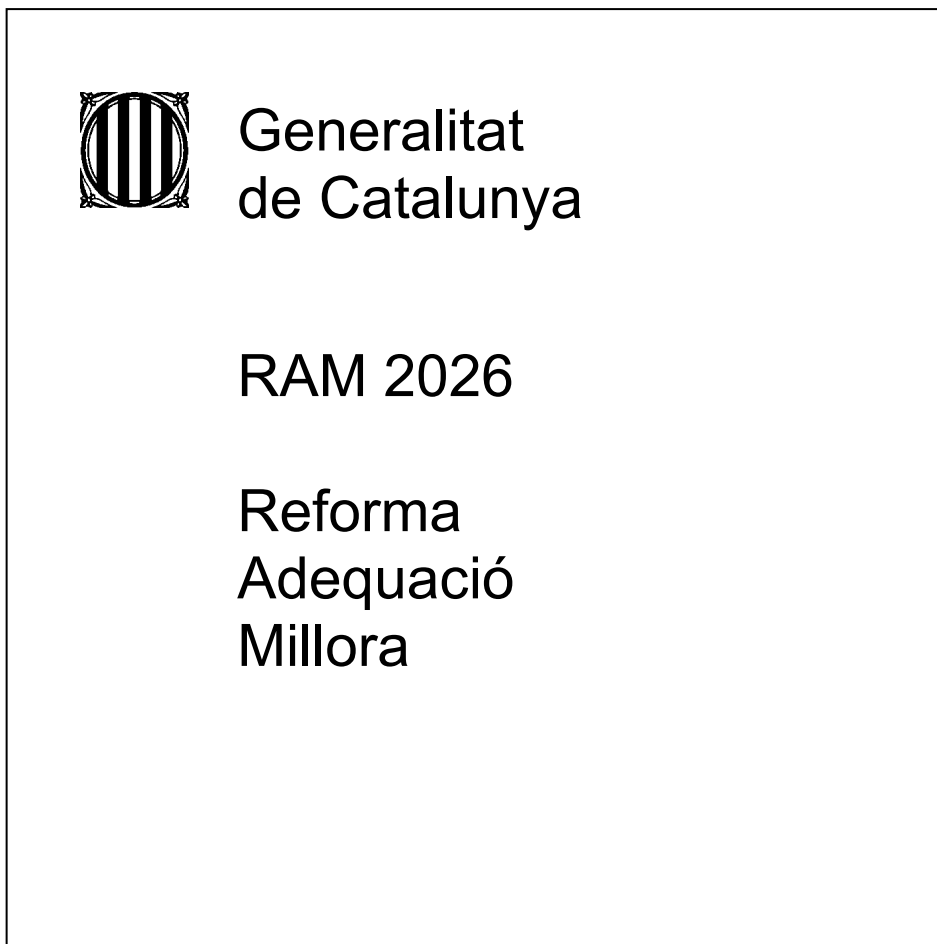 Generalitat
de Catalunya
RAM 2026
Reforma
Adequació
Millora